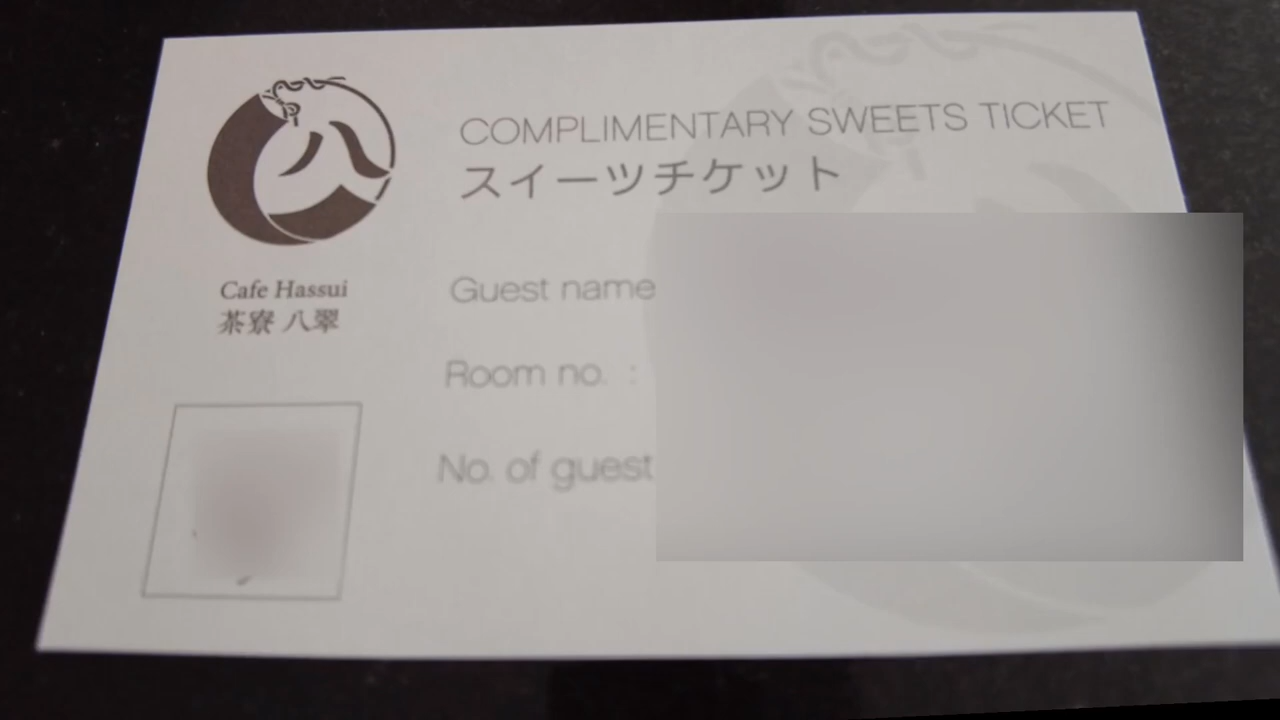 八
Cafe Hassui
茶寮 八翠
COMPLIMENTARY SWEETS TICKET
スイーツチケット
Guest name
Room no. :
No. of guest